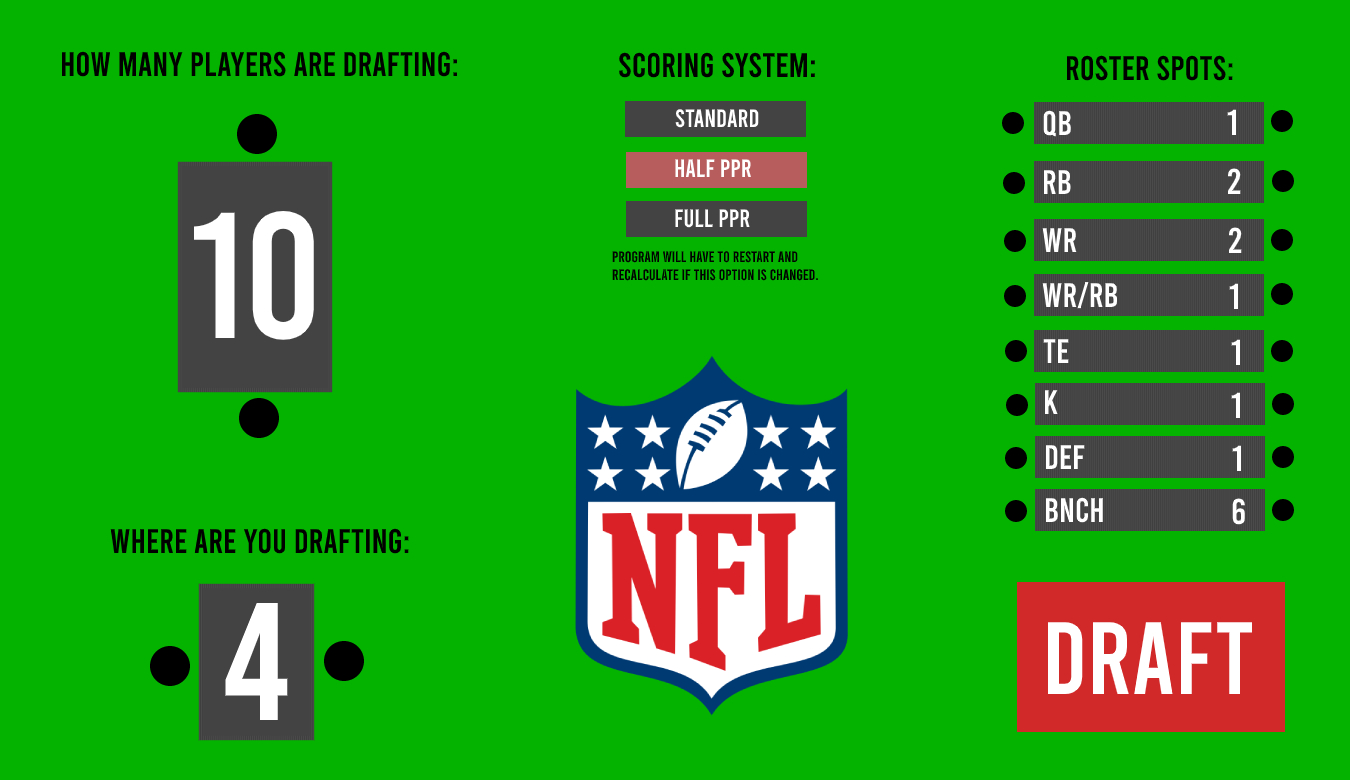 HOW MANY PLAYERS ARE DRAFTING:
10
WHERE ARE YOU DRAFTING:
4
SCORING SYSTEM:
STANDARD
HALF PPR
FULL PPR
PROGRAM WILL HAVE TO RESTART AND
RECALCULATE IF THIS OPTION IS CHANGED.
NFL
ROSTER SPOTS:
QB 1
RB 2
WR 2
WR/RB 1
TE 1
K 1
DEF 1
BNCH 6
DRAFT